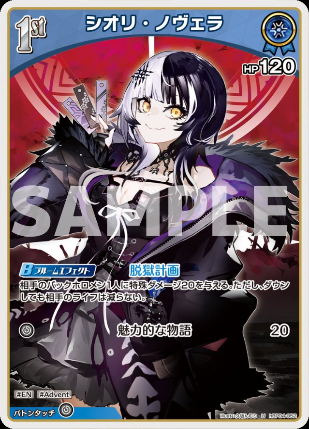 1st
シオリ・ノヴェラ
HP120
SAMPLE
ブルームエフェクト 脱獄計画
相手のバックホロメン1人に特殊ダメージ20を与える。ただし、ダウン
しても相手のライフは減らない。
魅力的な物語 20
#EN #Advent
バトンタッチ